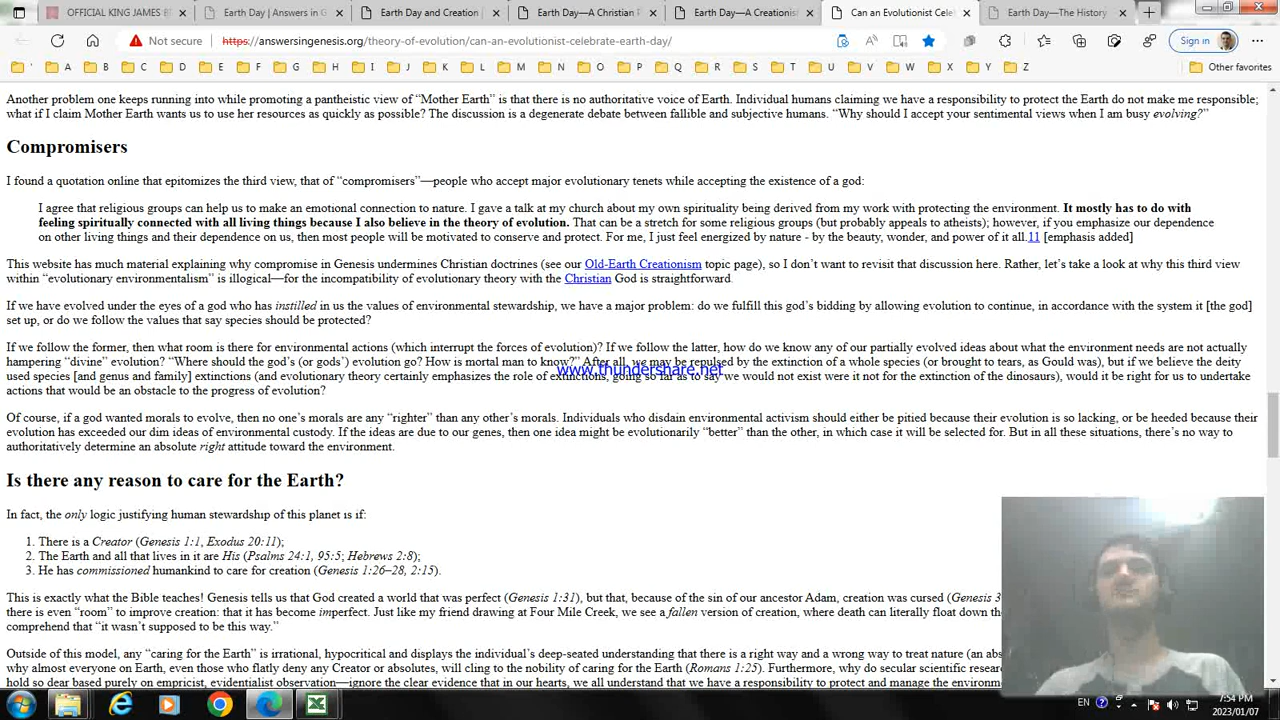 OFFICIAL KING JAMES
Earth Day | Answers in G
Earth Day and Creation |
Earth Day—A Christian P
Earth Day—A Creationis
Can an Evolutionist Cele
Earth Day—The History
Not secure
https://answersingenesis.org/theory-of-evolution/can-an-evolutionist-celebrate-earth-day/
Sign in
' A B C D E F G H I J K L M N O P Q R S T U V W X Y Z Other favorites
Another problem one keeps running into while promoting a pantheistic view of “Mother Earth” is that there is no authoritative voice of Earth. Individual humans claiming we have a responsibility to protect the Earth do not make me responsible;
what if I claim Mother Earth wants us to use her resources as quickly as possible? The discussion is a degenerate debate between fallible and subjective humans. “Why should I accept your sentimental views when I am busy evolving?”
Compromisers
I found a quotation online that epitomizes the third view, that of “compromisers”—people who accept major evolutionary tenets while accepting the existence of a god:
I agree that religious groups can help us to make an emotional connection to nature. I gave a talk at my church about my own spirituality being derived from my work with protecting the environment. It mostly has to do with
feeling spiritually connected with all living things because I also believe in the theory of evolution. That can be a stretch for some religious groups (but probably appeals to atheists); however, if you emphasize our dependence
on other living things and their dependence on us, then most people will be motivated to conserve and protect. For me, I just feel energized by nature - by the beauty, wonder, and power of it all.11 [emphasis added]
This website has much material explaining why compromise in Genesis undermines Christian doctrines (see our Old-Earth Creationism topic page), so I don’t want to revisit that discussion here. Rather, let’s take a look at why this third view
within “evolutionary environmentalism” is illogical—for the incompatibility of evolutionary theory with the Christian God is straightforward.
If we have evolved under the eyes of a god who has instilled in us the values of environmental stewardship, we have a major problem: do we fulfill this god’s bidding by allowing evolution to continue, in accordance with the system it [the god]
set up, or do we follow the values that say species should be protected?
If we follow the former, then what room is there for environmental actions (which interrupt the forces of evolution)? If we follow the latter, how do we know any of our partially evolved ideas about what the environment needs are not actually
hampering “divine” evolution? “Where should the god’s (or gods’) evolution go? How is mortal man to know?” After all, we may be repulsed by the extinction of a whole species (or brought to tears, as Gould was), but if we believe the deity
www.thundershare.net
used species [and genus and family] extinctions (and evolutionary theory certainly emphasizes the role of extinctions, going so far as to say we would not exist were it not for the extinction of the dinosaurs), would it be right for us to undertake
actions that would be an obstacle to the progress of evolution?
Of course, if a god wanted morals to evolve, then no one’s morals are any “righter” than any other’s morals. Individuals who disdain environmental activism should either be pitied because their evolution is so lacking, or be heeded because their
evolution has exceeded our dim ideas of environmental custody. If the ideas are due to our genes, then one idea might be evolutionarily “better” than the other, in which case it will be selected for. But in all these situations, there’s no way to
authoritatively determine an absolute right attitude toward the environment.
Is there any reason to care for the Earth?
In fact, the only logic justifying human stewardship of this planet is if:
1. There is a Creator (Genesis 1:1, Exodus 20:11);
2. The Earth and all that lives in it are His (Psalms 24:1, 95:5; Hebrews 2:8);
3. He has commissioned humankind to care for creation (Genesis 1:26–28, 2:15).
This is exactly what the Bible teaches! Genesis tells us that God created a world that was perfect (Genesis 1:31), but that, because of the sin of our ancestor Adam, creation was cursed (Genesis 3
there is even “room” to improve creation: that it has become imperfect. Just like my friend drawing at Four Mile Creek, we see a fallen version of creation, where death can literally float down the
comprehend that “it wasn’t supposed to be this way.”
Outside of this model, any “caring for the Earth” is irrational, hypocritical and displays the individual’s deep-seated understanding that there is a right way and a wrong way to treat nature (an abs
why almost everyone on Earth, even those who flatly deny any Creator or absolutes, will cling to the nobility of caring for the Earth (Romans 1:25). Furthermore, why do secular scientific resear
hold so dear based purely on empricist, evidentialist observation—ignore the clear evidence that in our hearts, we all understand that we have a responsibility to protect and manage the environm
EN
7:54 PM
2023/01/07